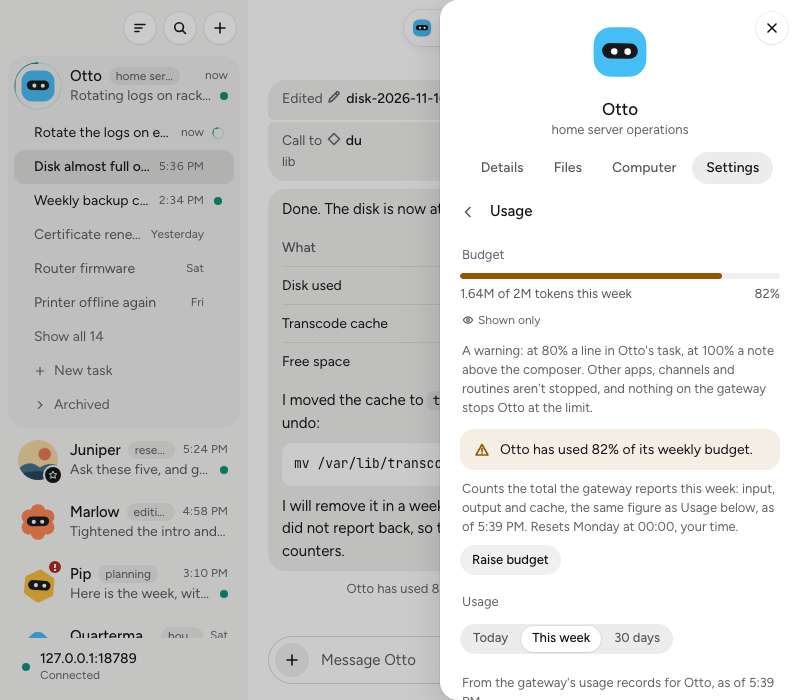 Otto home ser... now
Rotating logs on rack...
Rotate the logs on e... now
Disk almost full o... 5:36 PM
Weekly backup c... 2:34 PM
Certificate rene... Yesterday
Router firmware Sat
Printer offline again Fri
Show all 14
+ New task
Archived
Juniper rese... 5:24 PM
Ask these five, and g...
Marlow editi... 4:58 PM
Tightened the intro and...
Pip planning 3:10 PM
Here is the week, wit...
Quarterma hou... Sat
127.0.0.1:18789
Connected
Edited disk-2026-11-1
Call to du
lib
Done. The disk is now at
What
Disk used
Transcode cache
Free space
I moved the cache to t
undo:
mv /var/lib/transco
I will remove it in a week
did not report back, so t
counters.
Otto has used 8
Message Otto
Otto
home server operations
Details Files Computer Settings
Usage
Budget
1.64M of 2M tokens this week 82%
Shown only
A warning: at 80% a line in Otto's task, at 100% a note
above the composer. Other apps, channels and
routines aren't stopped, and nothing on the gateway
stops Otto at the limit.
Otto has used 82% of its weekly budget.
Counts the total the gateway reports this week: input,
output and cache, the same figure as Usage below, as
of 5:39 PM. Resets Monday at 00:00, your time.
Raise budget
Usage
Today This week 30 days
From the gateway's usage records for Otto, as of 5:39
PM